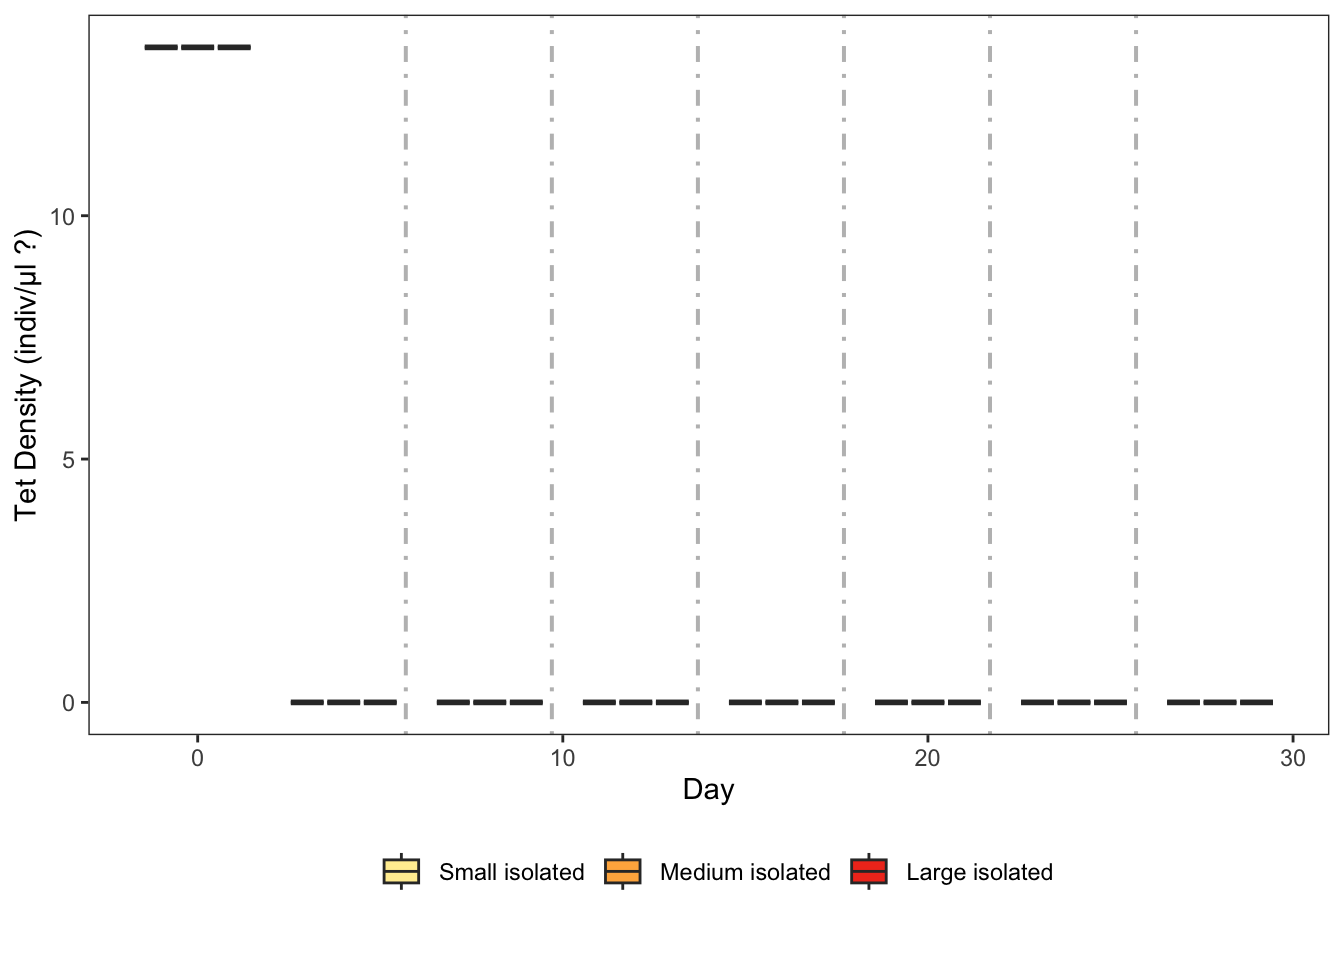 Tet Density (indiv/µl ?)
10
5
0
0 10 20 30
Day
Small isolated Medium isolated Large isolated